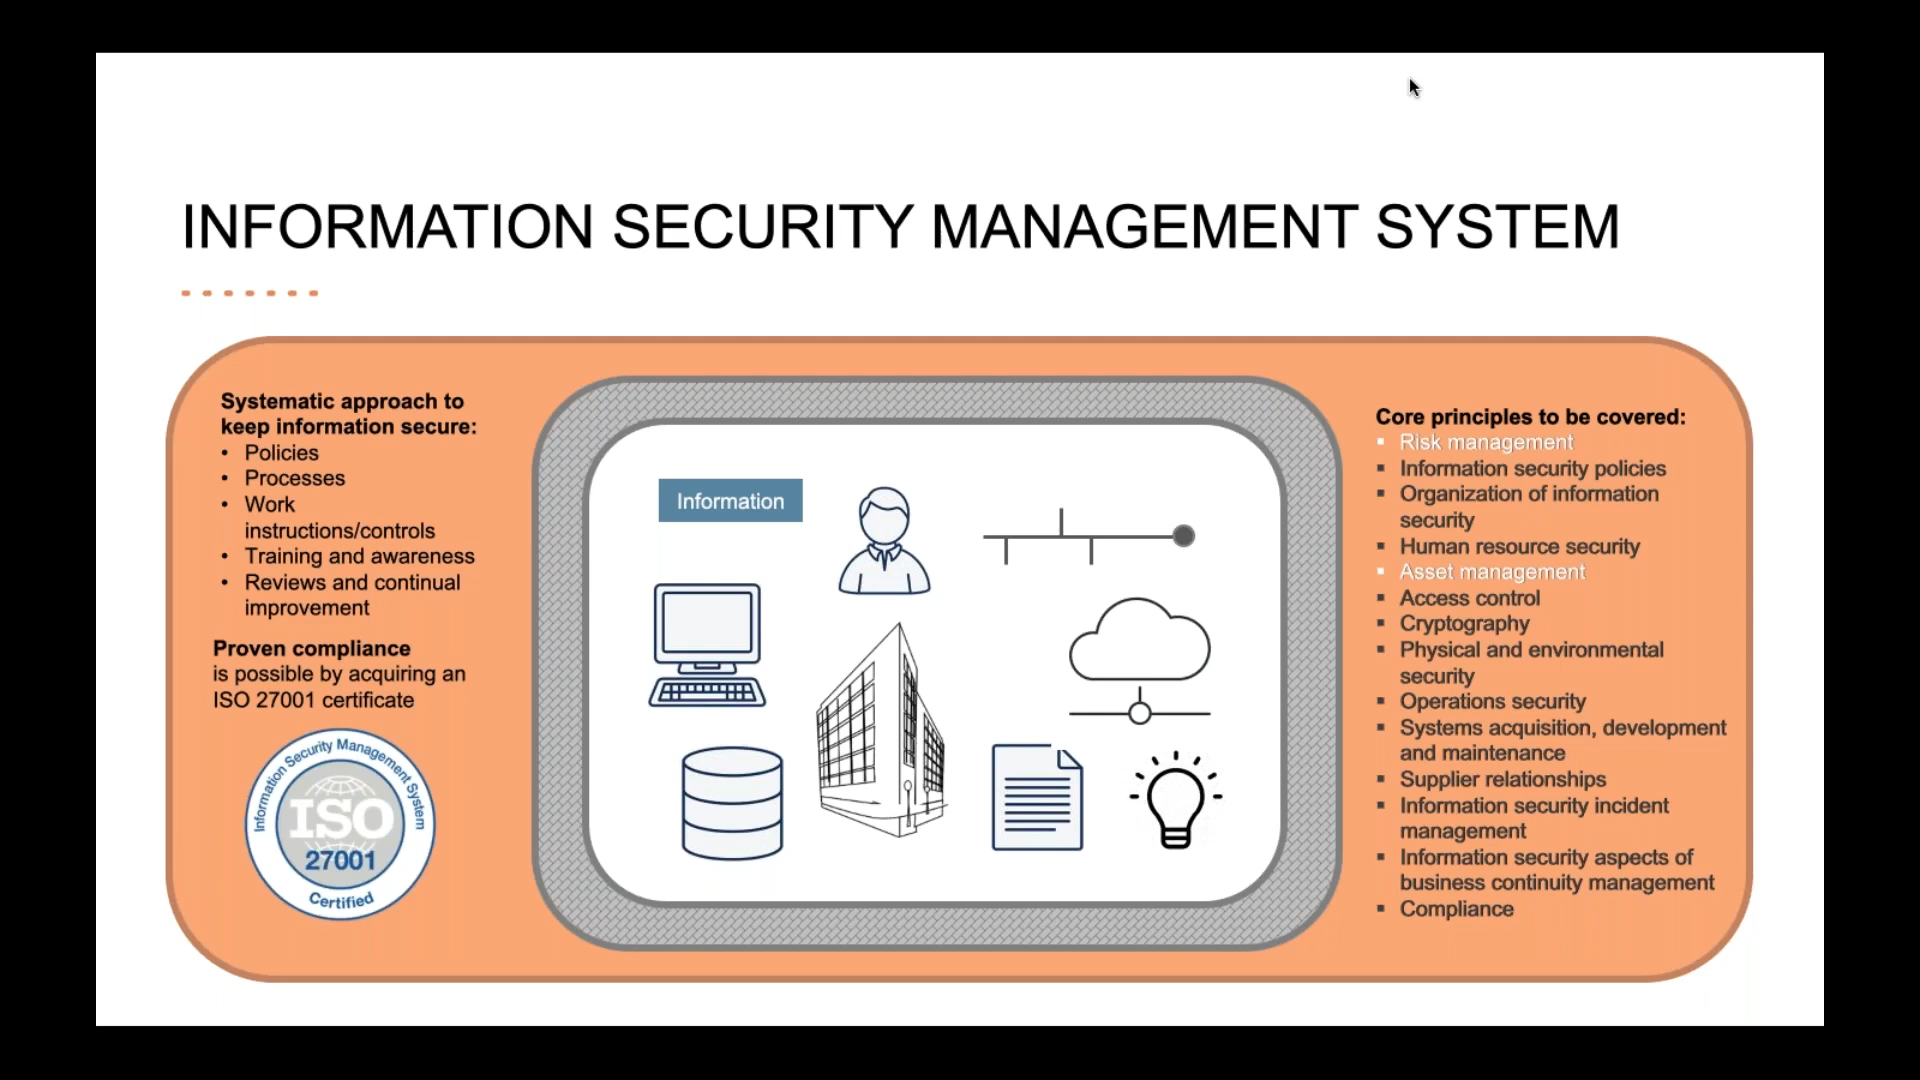 INFORMATION SECURITY MANAGEMENT SYSTEM
Systematic approach to
keep information secure:
• Policies
• Processes
• Work
instructions/controls
• Training and awareness
• Reviews and continual
improvement
Proven compliance
is possible by acquiring an
ISO 27001 certificate
Information Security Management System
ISO
27001
Certified
Information
Core principles to be covered:
▪ Risk management
▪ Information security policies
▪ Organization of information
security
▪ Human resource security
▪ Asset management
▪ Access control
▪ Cryptography
▪ Physical and environmental
security
▪ Operations security
▪ Systems acquisition, development
and maintenance
▪ Supplier relationships
▪ Information security incident
management
▪ Information security aspects of
business continuity management
▪ Compliance